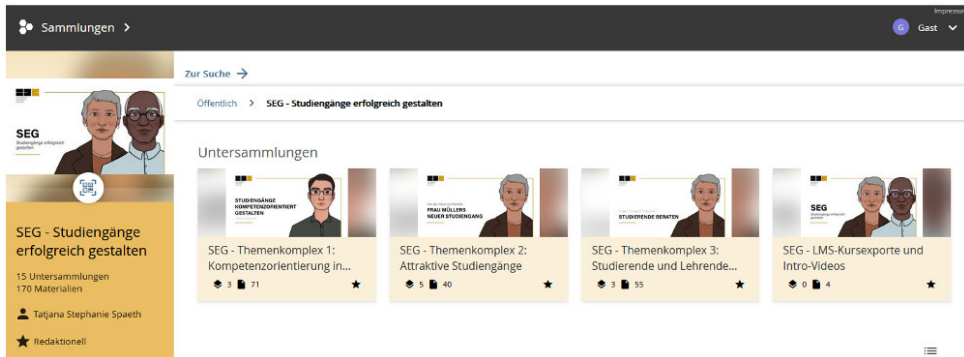 Impressum
Sammlungen
G Gast
Zur Suche
Öffentlich > SEG - Studiengänge erfolgreich gestalten
SEG
Studiengänge erfolgreich
gestalten
SEG - Studiengänge
erfolgreich gestalten
15 Untersammlungen
170 Materialien
Tatjana Stephanie Spaeth
Redaktionell
Untersammlungen
STUDIENGÄNGE
KOMPETENZORIENTIERT
GESTALTEN
SEG - Themenkomplex 1:
Kompetenzorientierung in...
3 71
FRAU MÜLLERS
NEUER STUDIENGANG
SEG - Themenkomplex 2:
Attraktive Studiengänge
5 40
STUDIERENDE BERATEN
SEG - Themenkomplex 3:
Studierende und Lehrende...
3 55
SEG
SEG - LMS-Kursexporte und
Intro-Videos
0 4